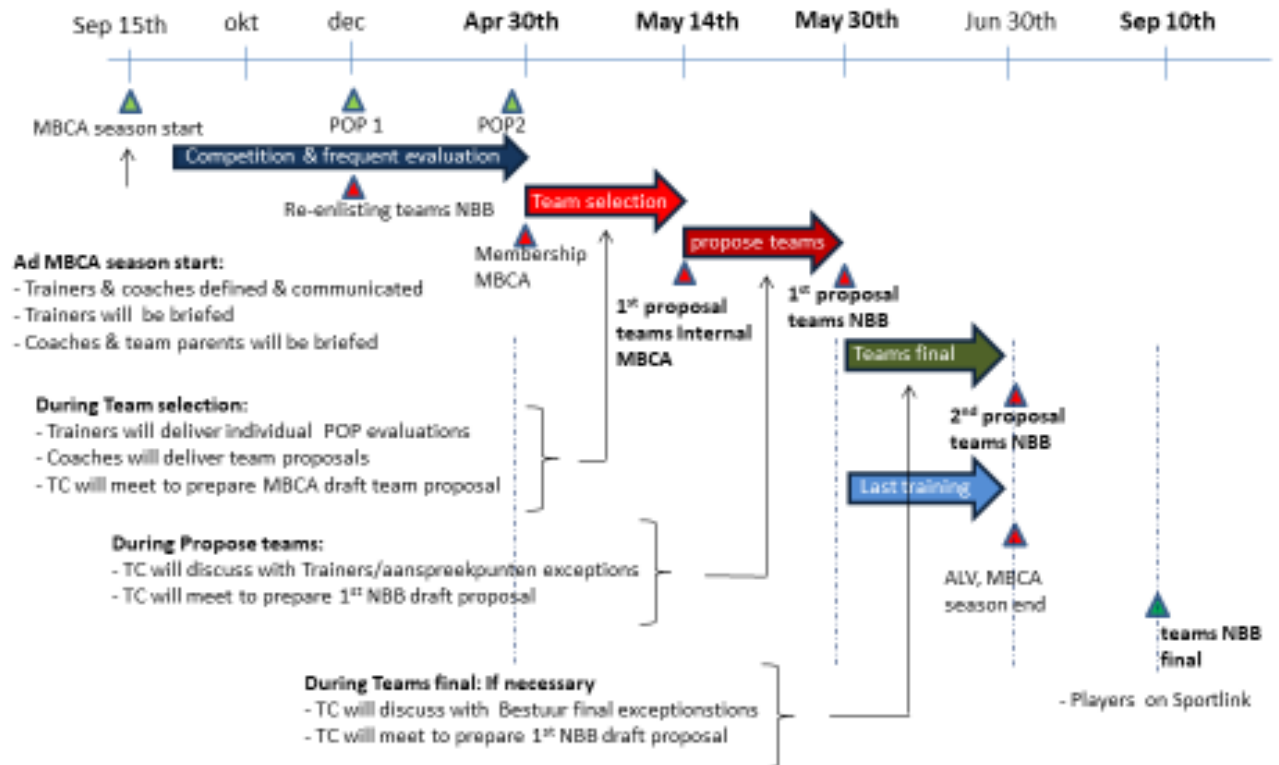 Sep 15th okt dec Apr 30th May 14th May 30th Jun 30th Sep 10th
MBCA season start
POP 1
POP2
Competition & frequent evaluation
Re-enlisting teams NBB
Team selection
Membership
MBCA
propose teams
1st proposal
teams Internal
MBCA
1st proposal
teams NBB
Ad MBCA season start:
- Trainers & coaches defined & communicated
- Trainers will be briefed
- Coaches & team parents will be briefed
Teams final
2nd proposal
teams NBB
During Team selection:
- Trainers will deliver individual POP evaluations
- Coaches will deliver team proposals
- TC will meet to prepare MBCA draft team proposal
Last training
ALV, MBCA
season end
During Propose teams:
- TC will discuss with Trainers/aanspreekpunten exceptions
- TC will meet to prepare 1st NBB draft proposal
teams NBB
final
- Players on Sportlink
During Teams final: If necessary
- TC will discuss with Bestuur final exceptionstions
- TC will meet to prepare 1st NBB draft proposal